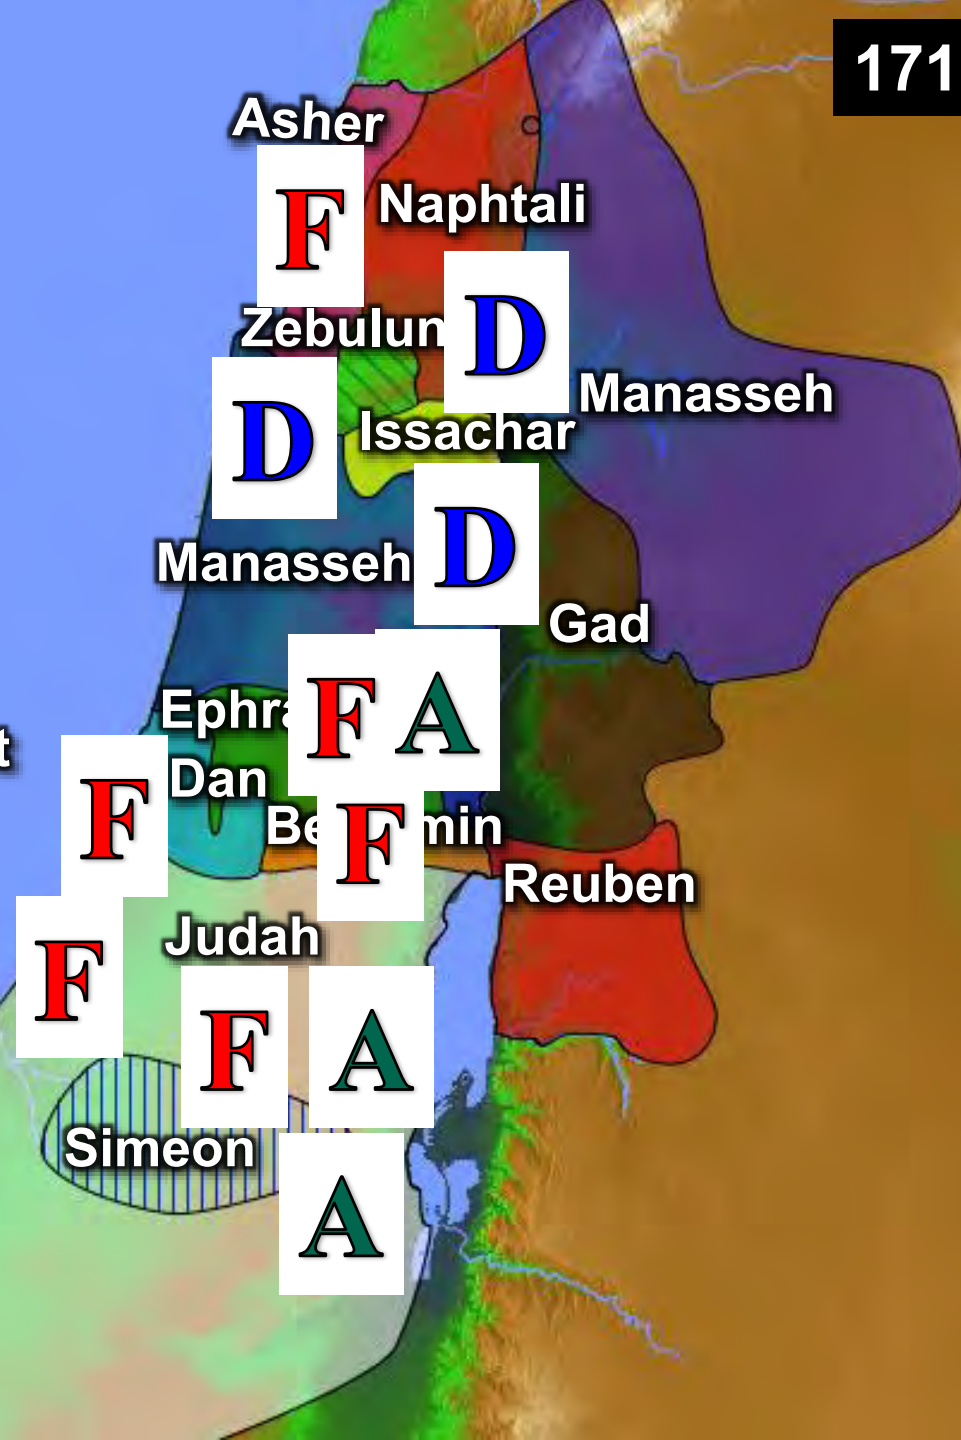 171
Asher
F
Naphtali
Zebulun
D
D
Manasseh
Issachar
Manasseh
D
Gad
Ephra
F
A
t
F
Dan
Be
F
min
Reuben
F
Judah
F
A
Simeon
A